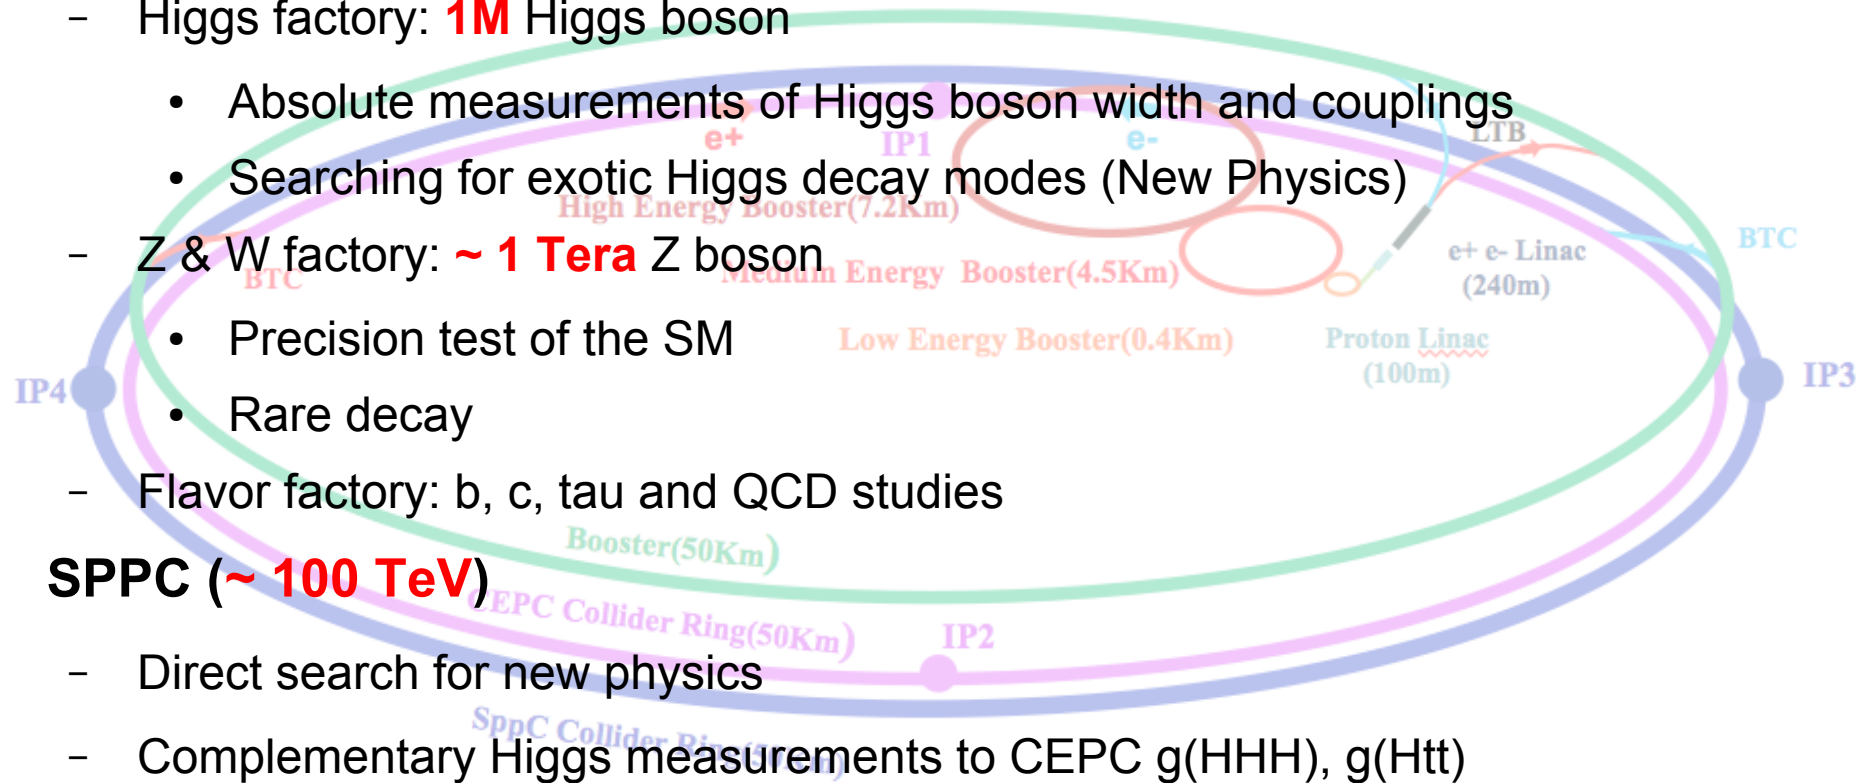 - Higgs factory: 1M Higgs boson
• Absolute measurements of Higgs boson width and couplings
e+ IP1 e- LTB
• Searching for exotic Higgs decay modes (New Physics)
High Energy Booster(7.2Km)
- Z & W factory: ~ 1 Tera Z boson
BTC
Medium Energy Booster(4.5Km)
e+ e- Linac
(240m)
BTC
• Precision test of the SM
Low Energy Booster(0.4Km)
Proton Linac
(100m)
IP4
IP3
• Rare decay
- Flavor factory: b, c, tau and QCD studies
Booster(50Km)
SPPC (~ 100 TeV)
CEPC Collider Ring(50Km)
IP2
- Direct search for new physics
SppC Collider Ring(50Km)
- Complementary Higgs measurements to CEPC g(HHH), g(Htt)